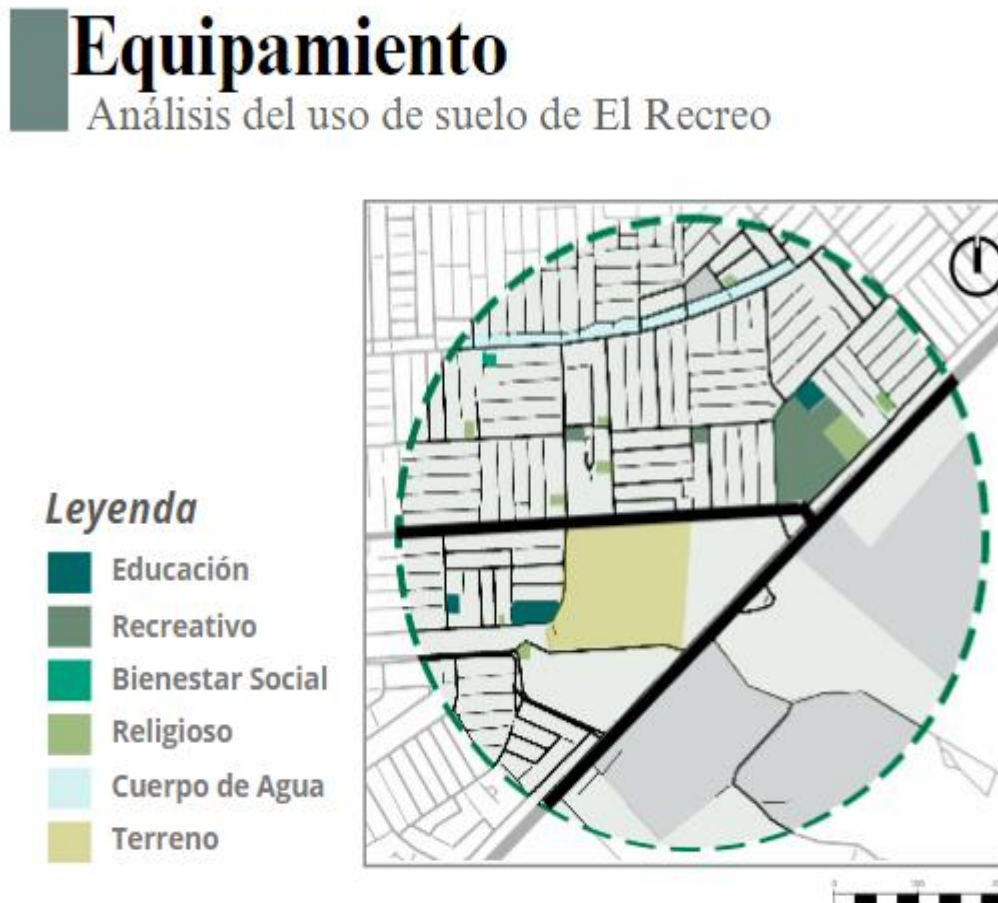 Equipamiento
Análisis del uso de suelo de El Recreo
Leyenda
Educación
Recreativo
Bienestar Social
Religioso
Cuerpo de Agua
Terreno